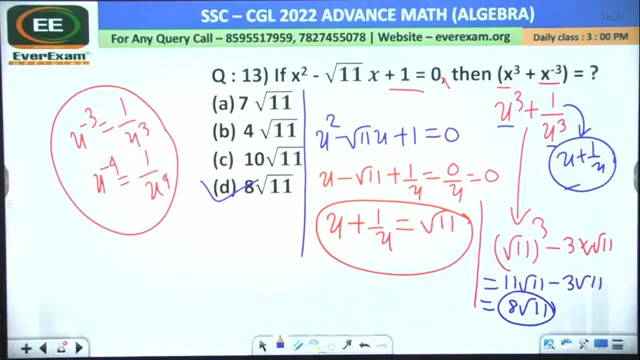 EE
EverExam
OFFICIAL
SSC – CGL 2022 ADVANCE MATH (ALGEBRA)
For Any Query Call - 8595517959, 7827455078 | Website – everexam.org
Daily class : 3 : 00 PM
Q : 13) If x² - √11 x + 1 = 0, then (x³ + x⁻³) = ?
(a) 7 √11
(b) 4 √11
(c) 10√11
(d) 8√11
x⁻³ = 1/x³
x⁻⁴ = 1/x⁴
x² - √11x + 1 = 0
x - √11 + 1/x = 0/x = 0
x + 1/x = √11
x³ + 1/x³
x + 1/x
(√11)³ - 3×√11
= 11√11 - 3√11
= 8√11